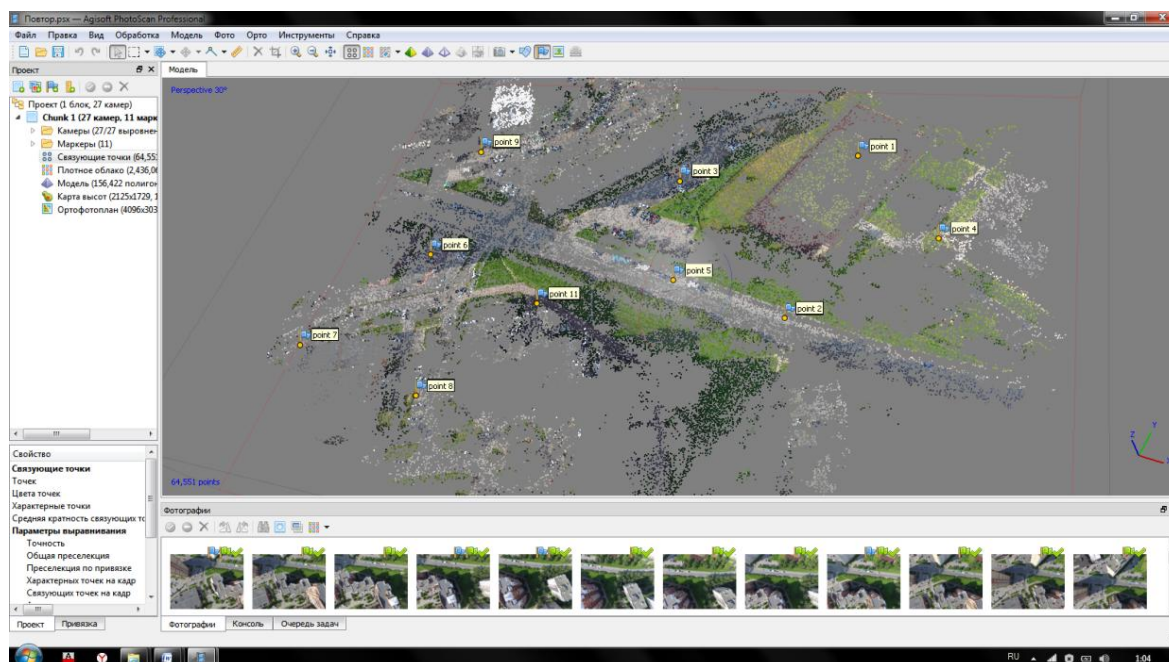 Повтор.psx — Agisoft PhotoScan Professional
Файл Правка Вид Обработка Модель Фото Орто Инструменты Справка
Проект
Модель
Perspective 30°
Проект (1 блок, 27 камер)
Chunk 1 (27 камер, 11 марк
Камеры (27/27 выровнен
Маркеры (11)
Связующие точки (64,55
Плотное облако (2,436,0
Модель (156,422 полигон
Карта высот (2125x1729, 1
Ортофотоплан (4096x303
point 9
point 1
point 3
point 4
point 6
point 5
point 11
point 2
point 7
point 8
Z
Y
X
64,551 points
Свойство
Связующие точки
Точек
Цвета точек
Характерные точки
Средняя кратность связующих то
Параметры выравнивания
Точность
Общая преселекция
Преселекция по привязке
Характерных точек на кадр
Связующих точек на кадр
Фотографии
Проект Привязка
Фотографии Консоль Очередь задач
RU 1:04